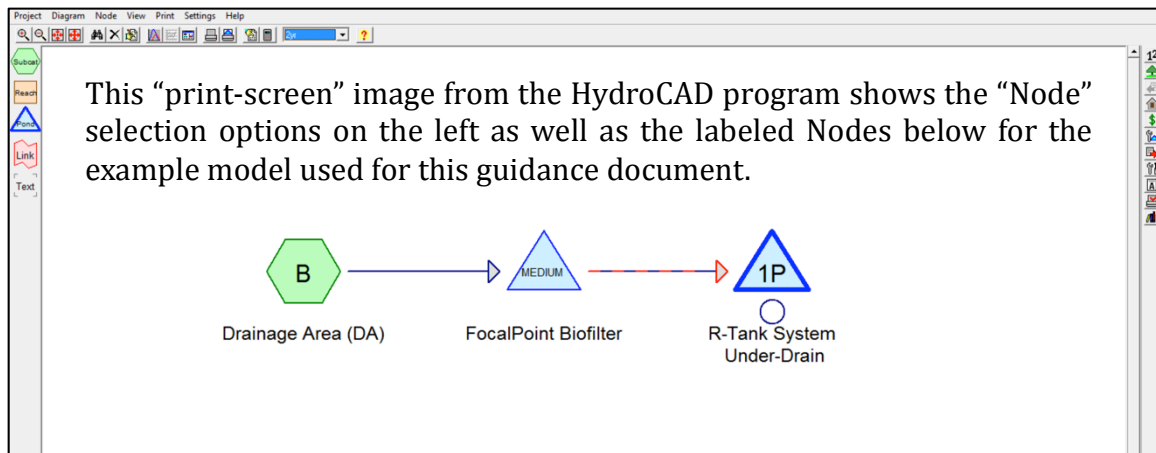 Project Diagram Node View Print Settings Help
2yr
?
Subcat
Reach
Pond
Link
Text
This “print-screen” image from the HydroCAD program shows the “Node”
selection options on the left as well as the labeled Nodes below for the
example model used for this guidance document.
B
MEDIUM
1P
Drainage Area (DA)
FocalPoint Biofilter
R-Tank System
Under-Drain
$
A